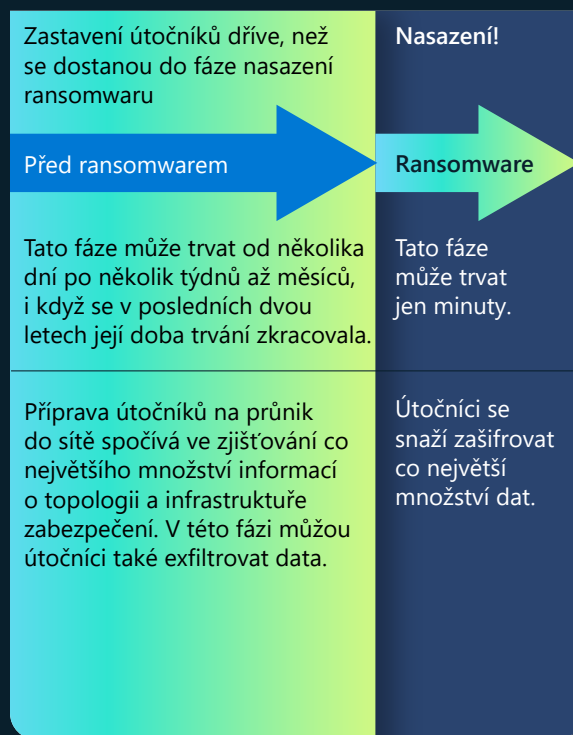 Zastavení útočníků dříve, než
se dostanou do fáze nasazení
ransomwaru
Nasazení!
Před ransomwarem
Ransomware
Tato fáze může trvat od několika
dní po několik týdnů až měsíců,
i když se v posledních dvou
letech její doba trvání zkracovala.
Tato fáze
může trvat
jen minuty.
Příprava útočníků na průnik
do sítě spočívá ve zjišťování co
největšího množství informací
o topologii a infrastruktuře
zabezpečení. V této fázi můžou
útočníci také exfiltrovat data.
Útočníci se
snaží zašifrovat
co největší
množství dat.